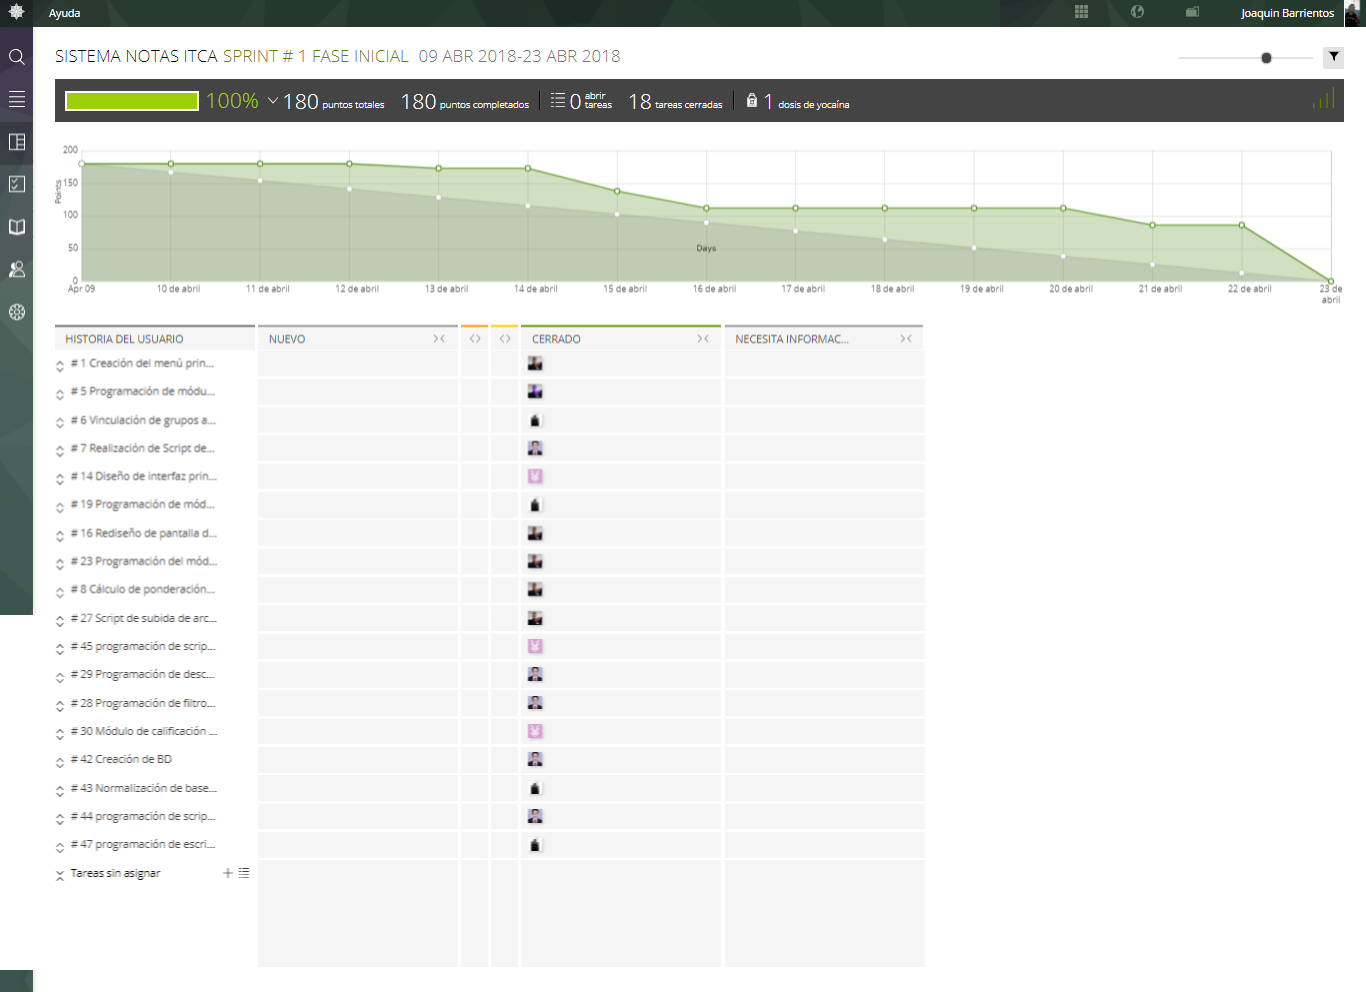 Ayuda
Joaquin Barrientos
SISTEMA NOTAS ITCA SPRINT # 1 FASE INICIAL 09 ABR 2018-23 ABR 2018
100% 180 puntos totales 180 puntos completados 0 abrir tareas 18 tareas cerradas 1 dosis de yocaína
200
150
100
50
0
Points
Days
Apr 09 10 de abril 11 de abril 12 de abril 13 de abril 14 de abril 15 de abril 16 de abril 17 de abril 18 de abril 19 de abril 20 de abril 21 de abril 22 de abril 23 de abril
HISTORIA DEL USUARIO NUEVO CERRADO NECESITA INFORMAC...
# 1 Creación del menú prin...
# 5 Programación de módu...
# 6 Vinculación de grupos a...
# 7 Realización de Script de...
# 14 Diseño de interfaz prin...
# 19 Programación de mód...
# 16 Rediseño de pantalla d...
# 23 Programación del mód...
# 8 Cálculo de ponderación...
# 27 Script de subida de arc...
# 45 programación de scrip...
# 29 Programación de desc...
# 28 Programación de filtro...
# 30 Módulo de calificación ...
# 42 Creación de BD
# 43 Normalización de base...
# 44 programación de scrip...
# 47 programación de escri...
Tareas sin asignar